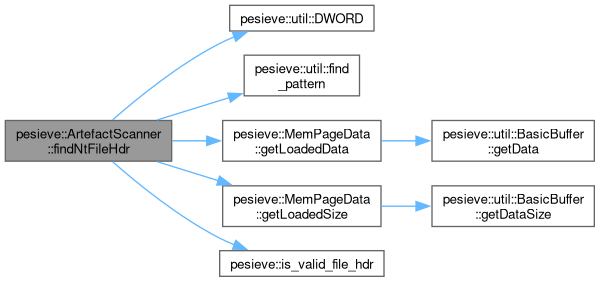 pesieve::util::DWORD
pesieve::util::find
_pattern
pesieve::ArtefactScanner
::findNtFileHdr
pesieve::MemPageData
::getLoadedData
pesieve::util::BasicBuffer
::getData
pesieve::MemPageData
::getLoadedSize
pesieve::util::BasicBuffer
::getDataSize
pesieve::is_valid_file_hdr